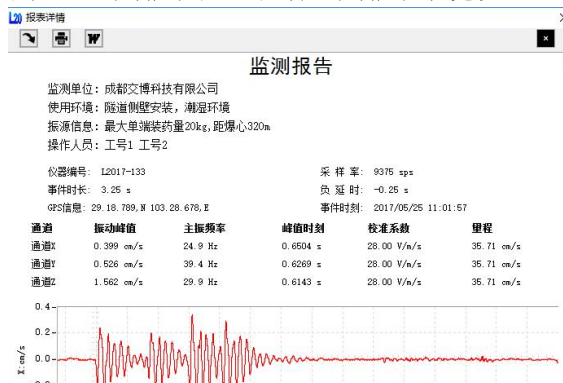 L20 报表详情
监测报告
监测单位: 成都交博科技有限公司
使用环境: 隧道侧壁安装, 潮湿环境
振源信息: 最大单端装药量20kg,距爆心320m
操作人员: 工号1 工号2
仪器编号: L2017-133 采 样 率: 9375 sps
事件时长: 3.25 s 负 延 时: -0.25 s
GPS信息: 29.18.789,N 103.28.678,E 事件时刻: 2017/05/25 11:01:57
通道 振动峰值 主振频率 峰值时刻 校准系数 量程
通道X 0.399 cm/s 24.9 Hz 0.6504 s 28.00 V/m/s 35.71 cm/s
通道Y 0.526 cm/s 39.4 Hz 0.6269 s 28.00 V/m/s 35.71 cm/s
通道Z 1.562 cm/s 29.9 Hz 0.6143 s 28.00 V/m/s 35.71 cm/s
0.4
0.2
X:cm/s
0.0